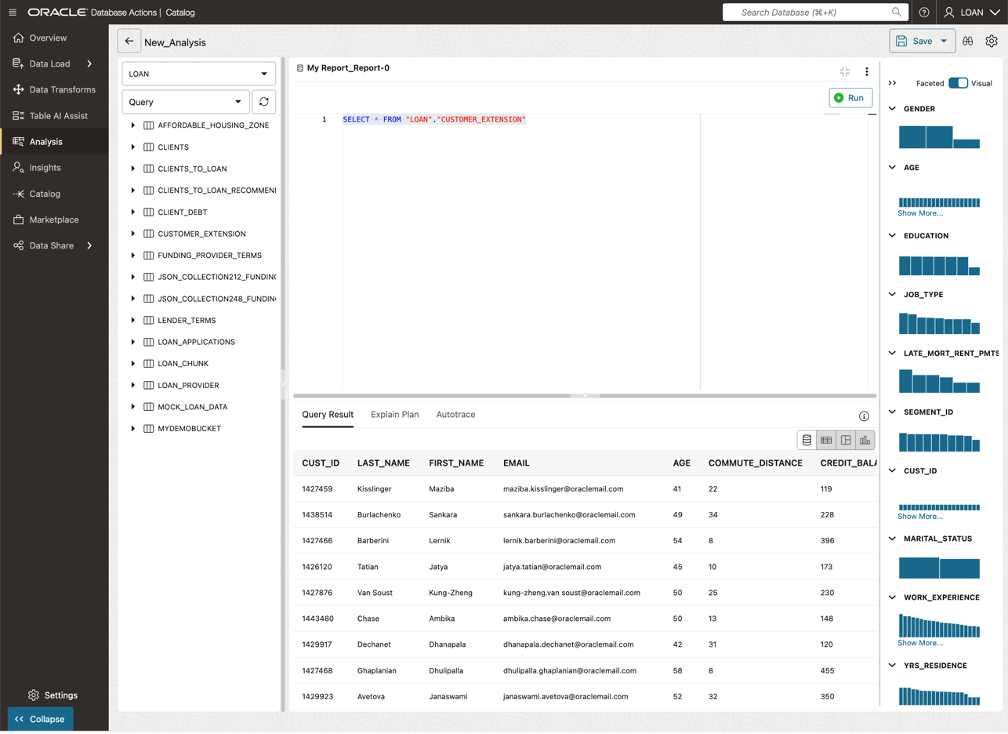 ORACLE Database Actions | Catalog
Search Database (⌘+K)
LOAN
Overview
Data Load
Data Transforms
Table AI Assist
Analysis
Insights
Catalog
Marketplace
Data Share
Settings
Collapse
New_Analysis
Save
LOAN
Query
AFFORDABLE_HOUSING_ZONE
CLIENTS
CLIENTS_TO_LOAN
CLIENTS_TO_LOAN_RECOMMEN
CLIENT_DEBT
CUSTOMER_EXTENSION
FUNDING_PROVIDER_TERMS
JSON_COLLECTION212_FUNDING
JSON_COLLECTION248_FUNDING
LENDER_TERMS
LOAN_APPLICATIONS
LOAN_CHUNK
LOAN_PROVIDER
MOCK_LOAN_DATA
MYDEMOBUCKET
My Report_Report-0
Run
1 SELECT * FROM "LOAN"."CUSTOMER_EXTENSION"
Query Result Explain Plan Autotrace
CUST_ID LAST_NAME FIRST_NAME EMAIL AGE COMMUTE_DISTANCE CREDIT_BALA
1427459 Kisslinger Maziba maziba.kisslinger@oraclemail.com 41 22 119
1438514 Burlachenko Sankara sankara.burlachenko@oraclemail.com 49 34 228
1427466 Barberini Lernik lernik.barberini@oraclemail.com 54 8 396
1426120 Tatian Jatya jatya.tatian@oraclemail.com 45 10 173
1427876 Van Soust Kung-Zheng kung-zheng.van soust@oraclemail.com 50 25 230
1443480 Chase Ambika ambika.chase@oraclemail.com 50 13 148
1429917 Dechanet Dhanapala dhanapala.dechanet@oraclemail.com 42 31 120
1427468 Ghaplanian Dhulipalla dhulipalla.ghaplanian@oraclemail.com 58 8 455
1429923 Avetova Janaswami janaswami.avetova@oraclemail.com 52 32 350
Faceted Visual
GENDER
AGE
Show More...
EDUCATION
JOB_TYPE
LATE_MORT_RENT_PMTS
SEGMENT_ID
CUST_ID
Show More...
MARITAL_STATUS
WORK_EXPERIENCE
Show More...
YRS_RESIDENCE